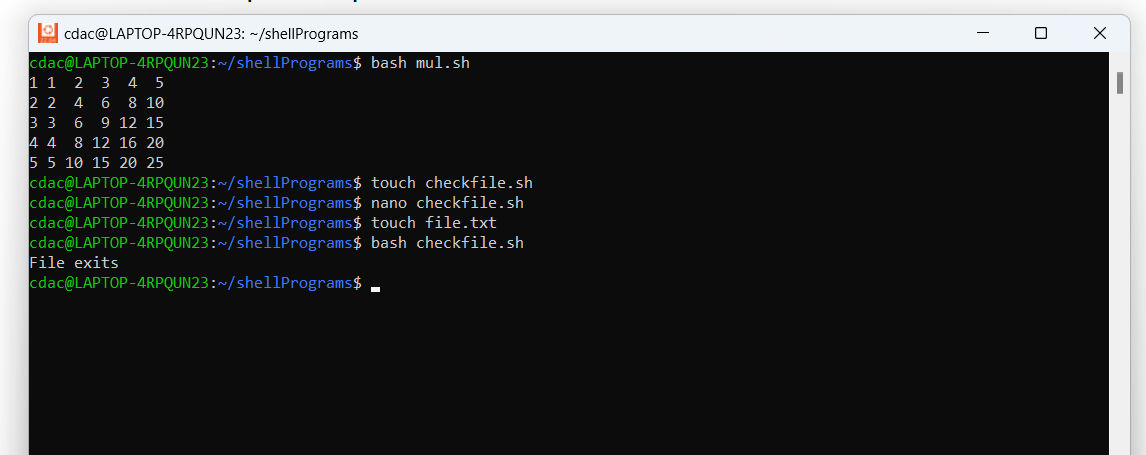 cdac@LAPTOP-4RPQUN23: ~/shellPrograms
cdac@LAPTOP-4RPQUN23:~/shellPrograms$ bash mul.sh
1 1  2  3  4  5
2 2  4  6  8 10
3 3  6  9 12 15
4 4  8 12 16 20
5 5 10 15 20 25
cdac@LAPTOP-4RPQUN23:~/shellPrograms$ touch checkfile.sh
cdac@LAPTOP-4RPQUN23:~/shellPrograms$ nano checkfile.sh
cdac@LAPTOP-4RPQUN23:~/shellPrograms$ touch file.txt
cdac@LAPTOP-4RPQUN23:~/shellPrograms$ bash checkfile.sh
File exits
cdac@LAPTOP-4RPQUN23:~/shellPrograms$